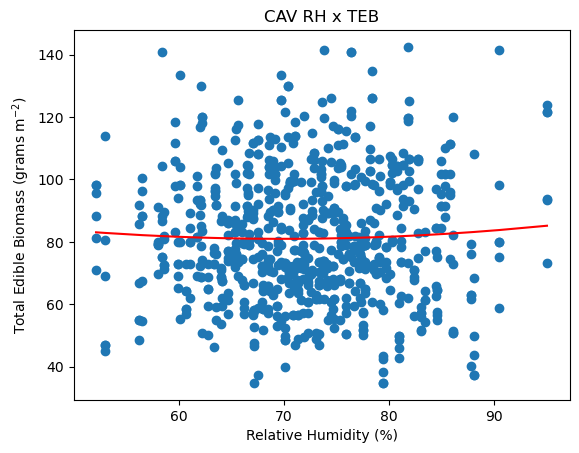 CAV RH x TEB
Total Edible Biomass (grams m⁻²)
140
120
100
80
60
40
60 70 80 90
Relative Humidity (%)